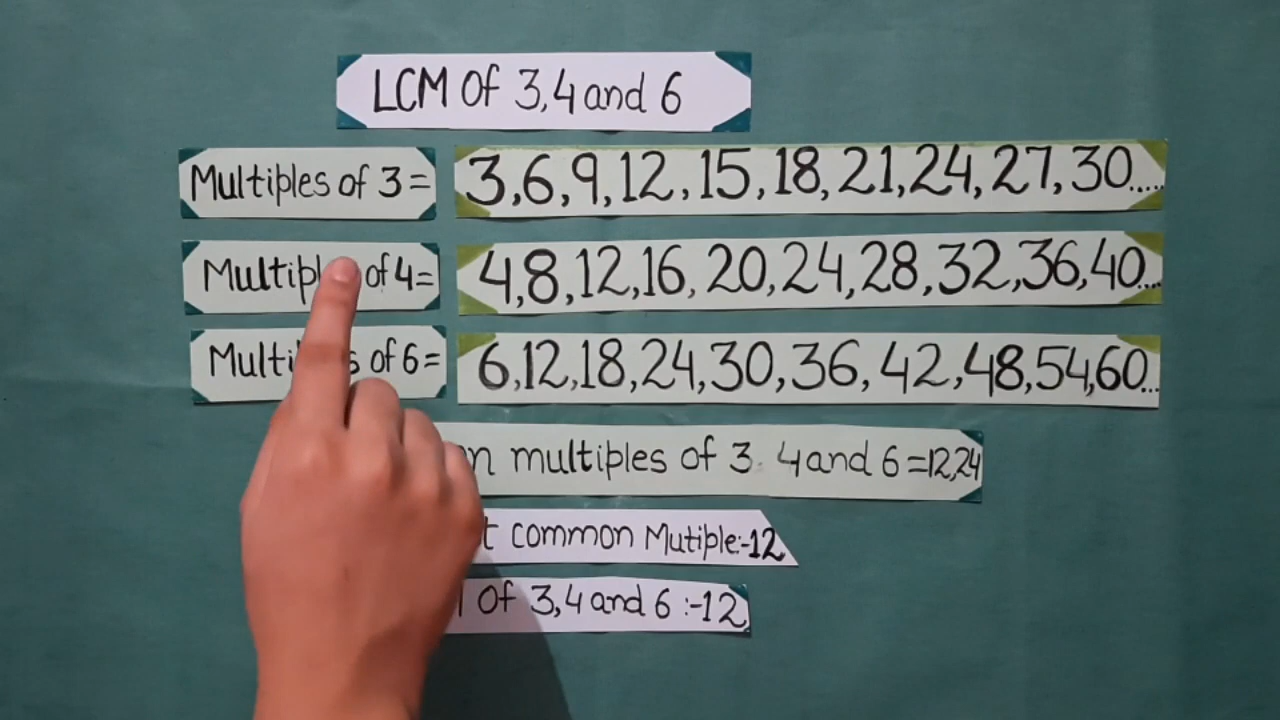 LCM Of 3,4 and 6
Multiples of 3= 3,6,9,12,15,18,21,24,27,30.....
of 4= 4,8,12,16,20,24,28,32,36,40...
of 6= 6,12,18,24,30,36,42,48,54,60...
multiples of 3. 4 and 6=12,24
common Mutiple:-12
Of 3,4 and 6 :-12